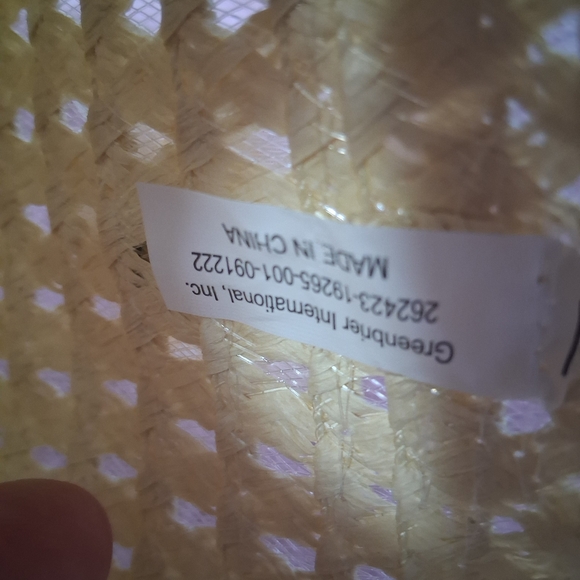 Greenbrier International, Inc.
262423-19265-001-091222
MADE IN CHINA